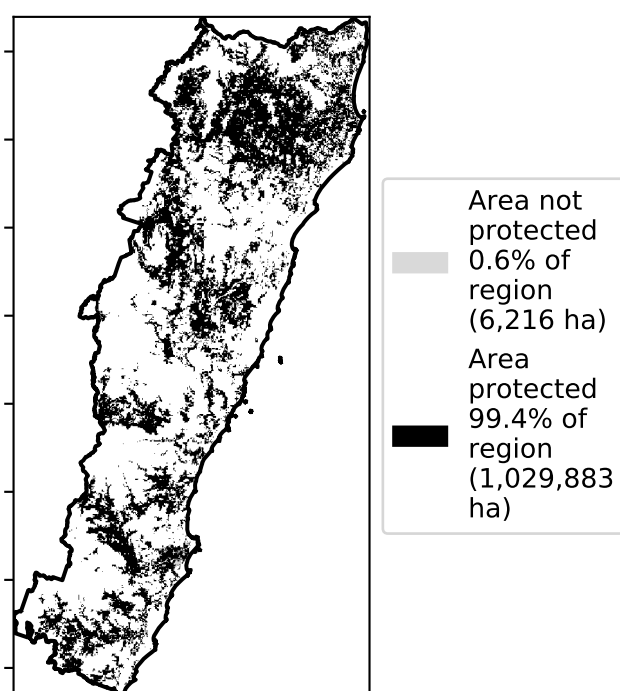 Area not
protected
0.6% of
region
(6,216 ha)
Area
protected
99.4% of
region
(1,029,883
ha)